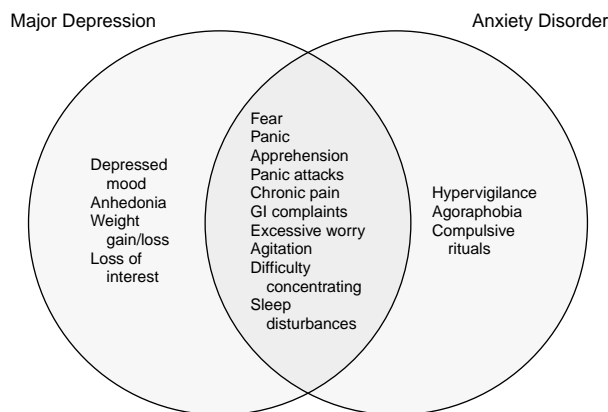 Major Depression
Anxiety Disorder
Depressed
mood
Anhedonia
Weight
gain/loss
Loss of
interest
Fear
Panic
Apprehension
Panic attacks
Chronic pain
GI complaints
Excessive worry
Agitation
Difficulty
concentrating
Sleep
disturbances
Hypervigilance
Agoraphobia
Compulsive
rituals